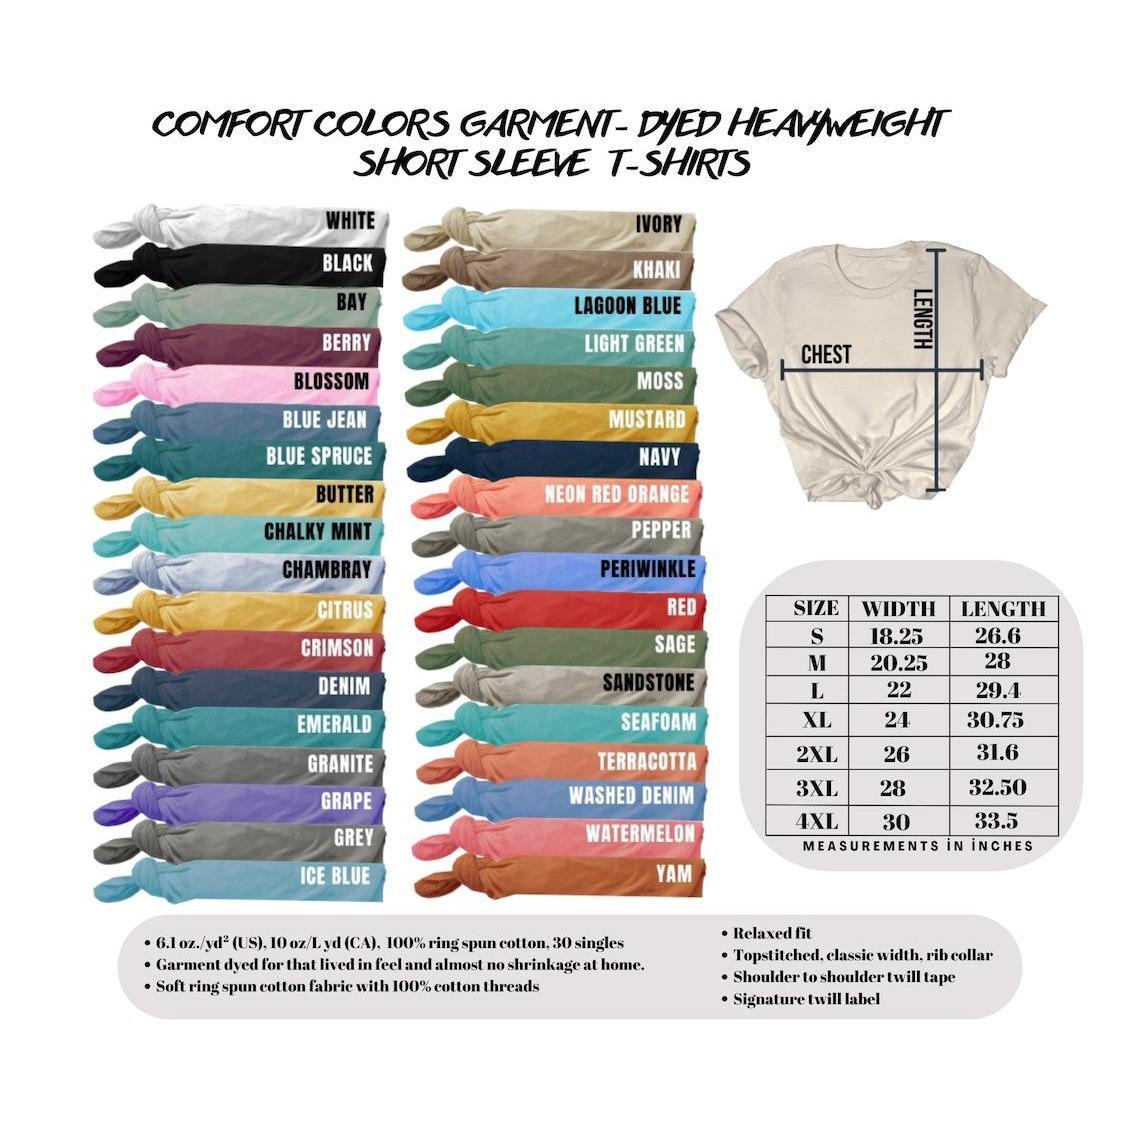 COMFORT COLORS GARMENT- DYED HEAVYWEIGHT
SHORT SLEEVE T-SHIRTS
WHITE
BLACK
BAY
BERRY
BLOSSOM
BLUE JEAN
BLUE SPRUCE
BUTTER
CHALKY MINT
CHAMBRAY
CITRUS
CRIMSON
DENIM
EMERALD
GRANITE
GRAPE
GREY
ICE BLUE
IVORY
KHAKI
LAGOON BLUE
LIGHT GREEN
MOSS
MUSTARD
NAVY
NEON RED ORANGE
PEPPER
PERIWINKLE
RED
SAGE
SANDSTONE
SEAFOAM
TERRACOTTA
WASHED DENIM
WATERMELON
YAM
LENGTH
CHEST
SIZE WIDTH LENGTH
S 18.25 26.6
M 20.25 28
L 22 29.4
XL 24 30.75
2XL 26 31.6
3XL 28 32.50
4XL 30 33.5
MEASUREMENTS İN İNCHES
• 6.1 oz./yd² (US), 10 oz/L yd (CA), 100% ring spun cotton, 30 singles
• Garment dyed for that lived in feel and almost no shrinkage at home.
• Soft ring spun cotton fabric with 100% cotton threads
• Relaxed fit
• Topstitched, classic width, rib collar
• Shoulder to shoulder twill tape
• Signature twill label